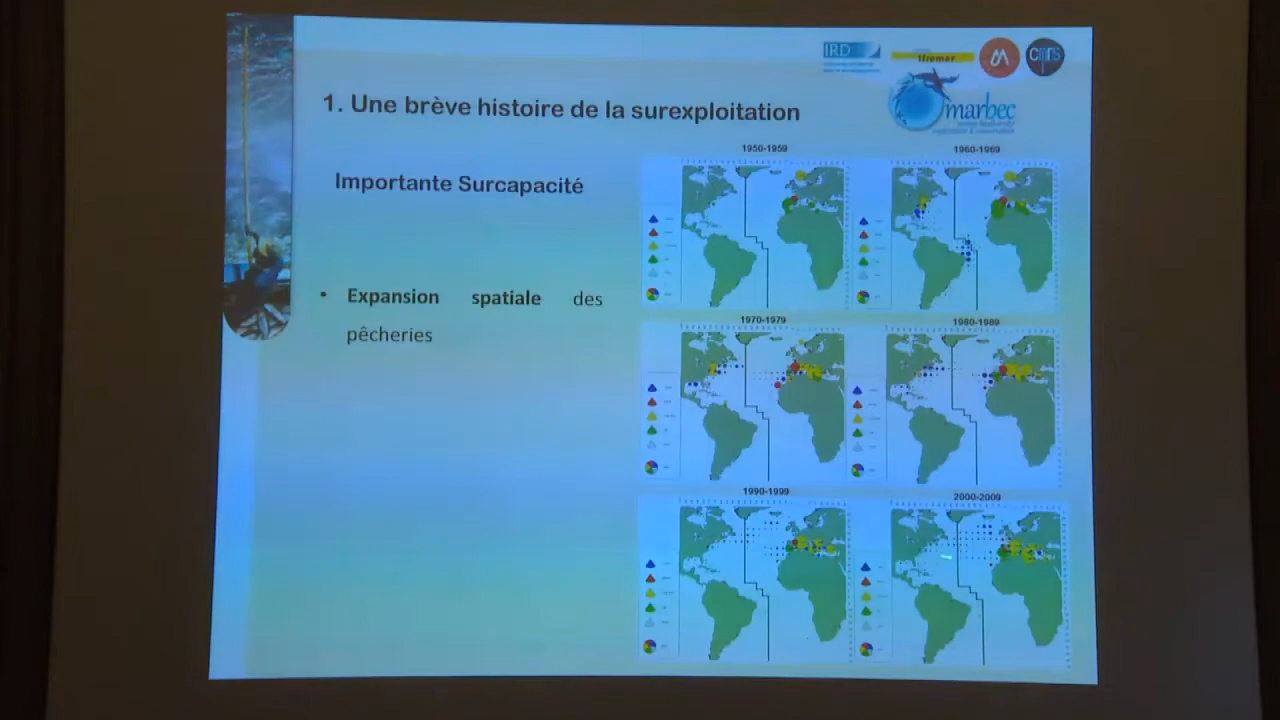 IRD
Ifremer
cnrs
marbec
1. Une brève histoire de la surexploitation
Importante Surcapacité
• Expansion spatiale des
pêcheries
1950-1959
1960-1969
1970-1979
1980-1989
1990-1999
2000-2009